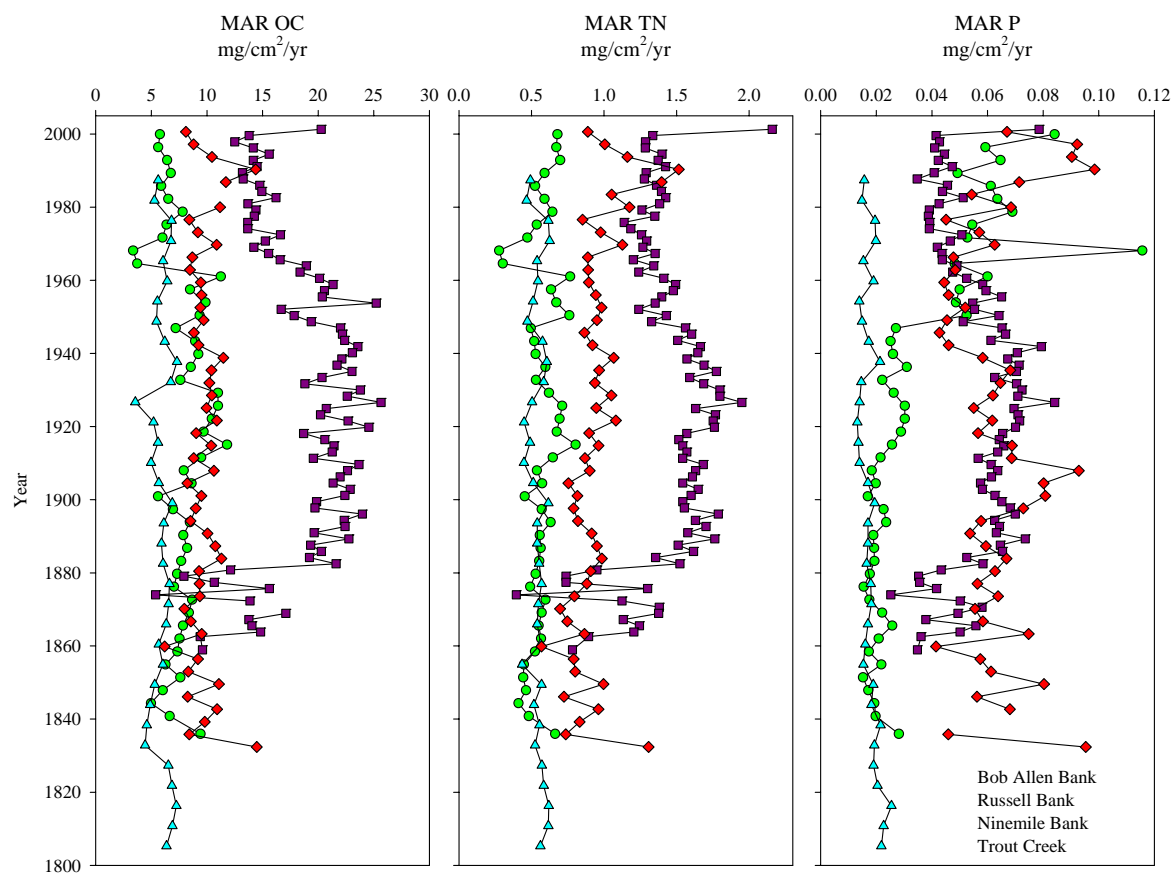 MAR OC
mg/cm²/yr
MAR TN
mg/cm²/yr
MAR P
mg/cm²/yr
0 5 10 15 20 25 30
0.0 0.5 1.0 1.5 2.0
0.00 0.02 0.04 0.06 0.08 0.10 0.12
Year
2000
1980
1960
1940
1920
1900
1880
1860
1840
1820
1800
Bob Allen Bank
Russell Bank
Ninemile Bank
Trout Creek